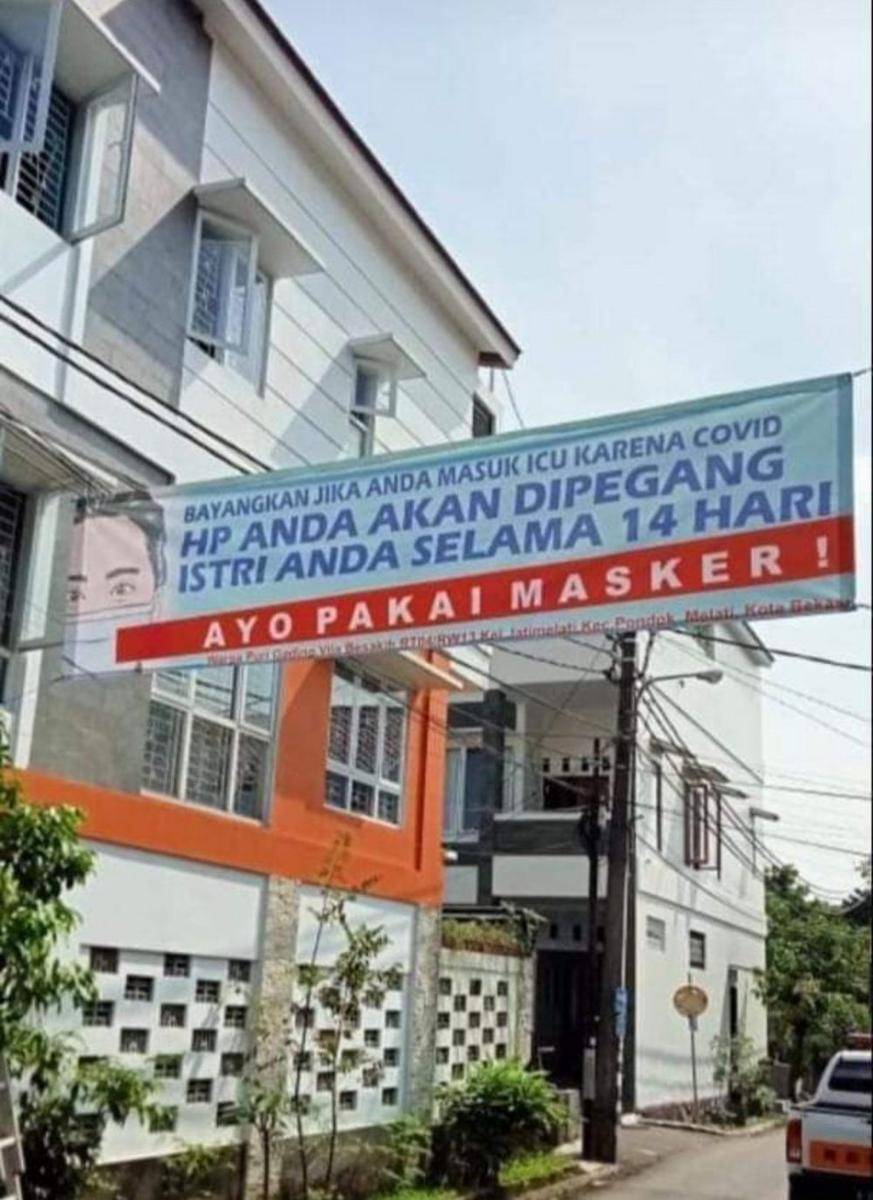 BAYANGKAN JIKA ANDA MASUK ICU KARENA COVID
HP ANDA AKAN DIPEGANG
ISTRI ANDA SELAMA 14 HARI
AYO PAKAI MASKER !
Warga Puri Gading Vila Besakih RT04/RW13 Kel Jatimelati Kec.Pondok Melati, Kota Bekasi